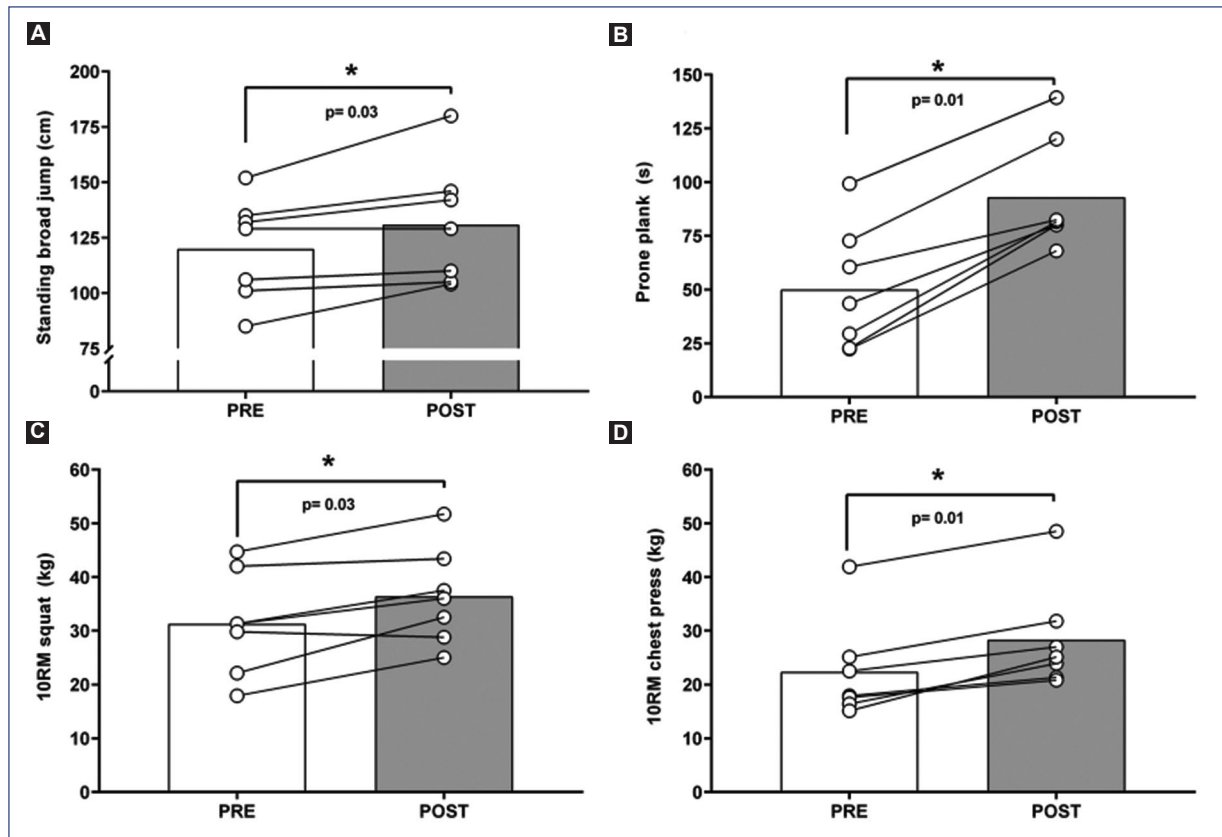 A
Standing broad jump (cm)
200
175
150
125
100
75
0
*
p= 0.03
PRE POST
B
Prone plank (s)
150
125
100
75
50
25
0
*
p= 0.01
PRE POST
C
10RM squat (kg)
60
50
40
30
20
10
0
*
p= 0.03
PRE POST
D
10RM chest press (kg)
60
50
40
30
20
10
0
*
p= 0.01
PRE POST